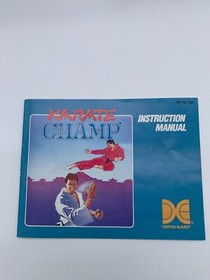 KARATE
CHAMP
INSTRUCTION
MANUAL
DATA EAST